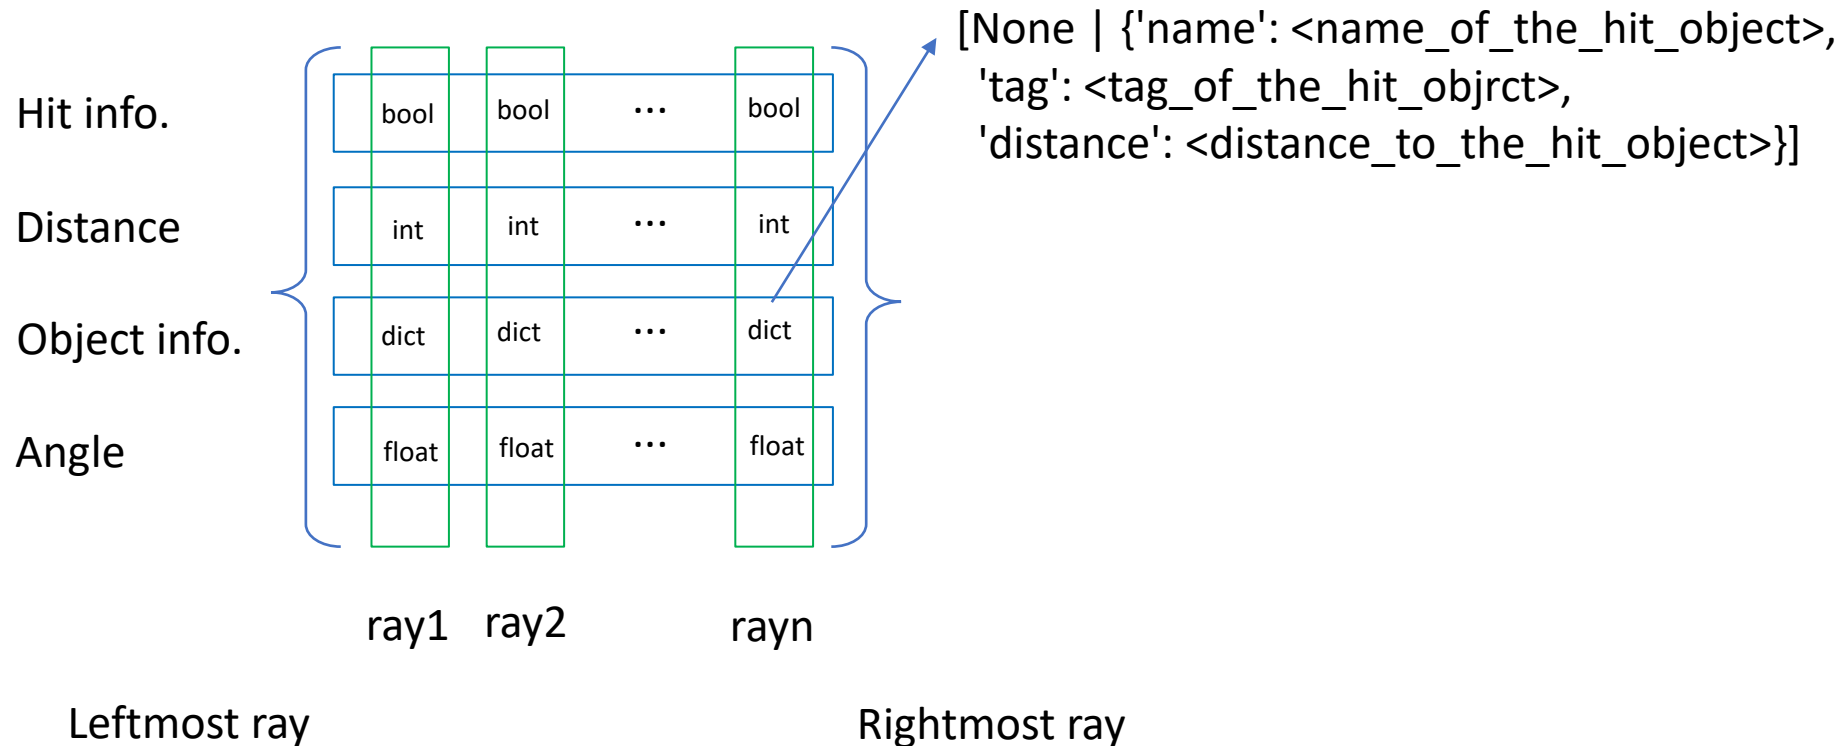 [None | {'name': <name_of_the_hit_object>,
'tag': <tag_of_the_hit_objrct>,
'distance': <distance_to_the_hit_object>}]
Hit info. bool bool ... bool
Distance int int ... int
Object info. dict dict ... dict
Angle float float ... float
ray1 ray2 rayn
Leftmost ray Rightmost ray